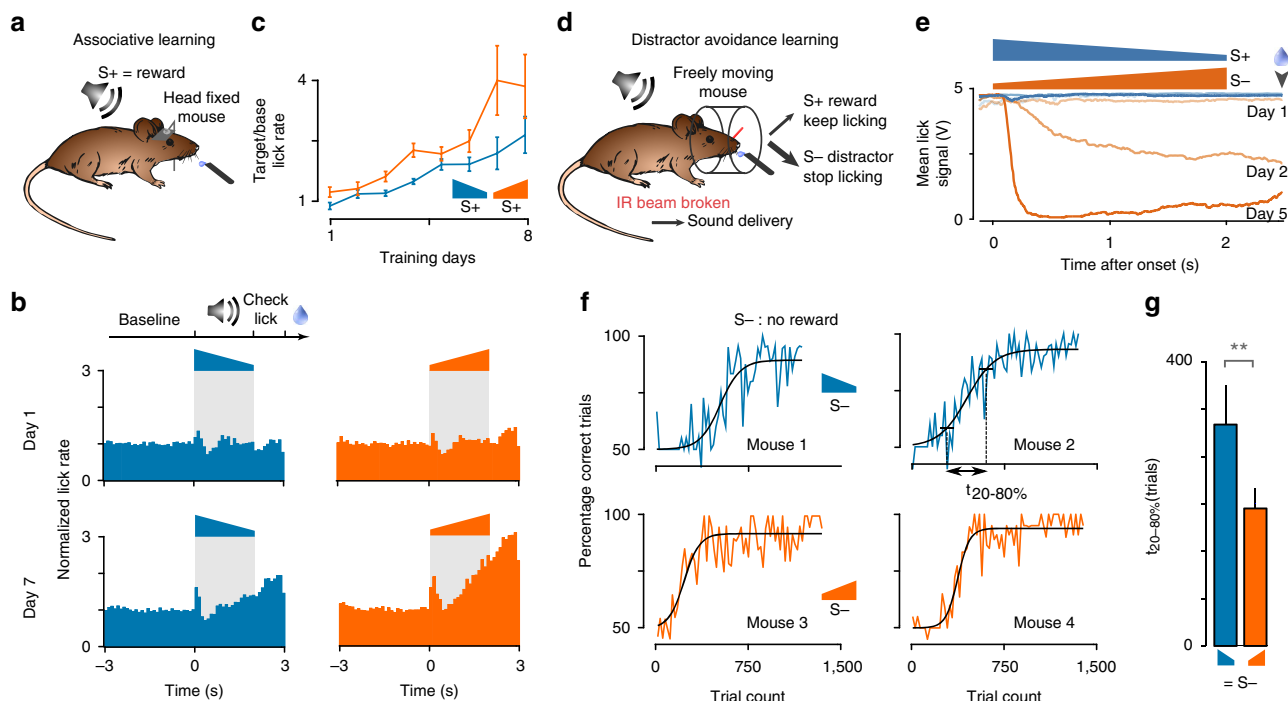 a
Associative learning
S+ = reward
Head fixed
mouse
c
Target/base
lick rate
4
1
S+
S+
1
8
Training days
d
Distractor avoidance learning
Freely moving
mouse
S+ reward
keep licking
S– distractor
stop licking
IR beam broken
Sound delivery
e
S+
S–
Mean lick
signal (V)
5
0
Day 1
Day 2
Day 5
0
1
2
Time after onset (s)
b
Baseline
Check
lick
Normalized lick rate
Day 1
3
0
Day 7
3
0
–3
0
3
–3
0
3
Time (s)
Time (s)
f
S– : no reward
Percentage correct trials
100
50
S–
Mouse 1
Mouse 2
t20-80%
100
50
S–
Mouse 3
Mouse 4
0
750
1,500
0
750
1,500
Trial count
Trial count
g
**
400
0
t20–80%(trials)
= S–